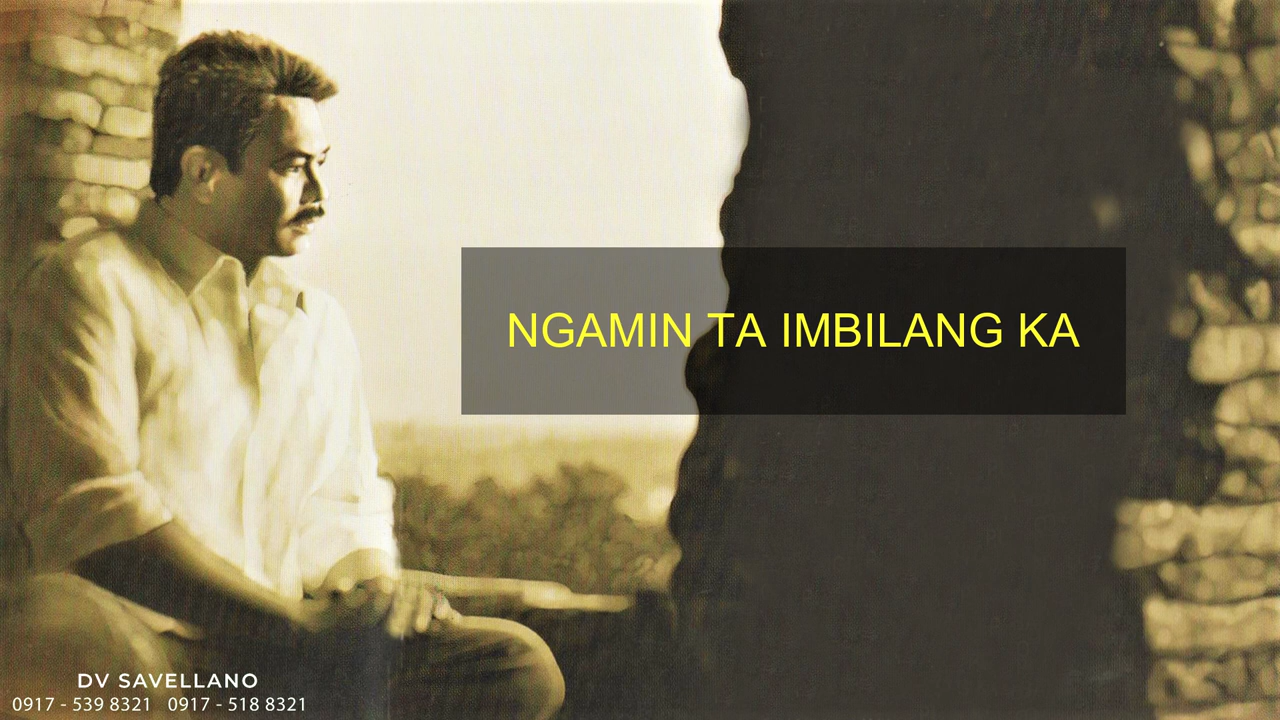 NGAMIN TA IMBILANG KA
DV SAVELLANO
0917 - 539 8321 0917 - 518 8321